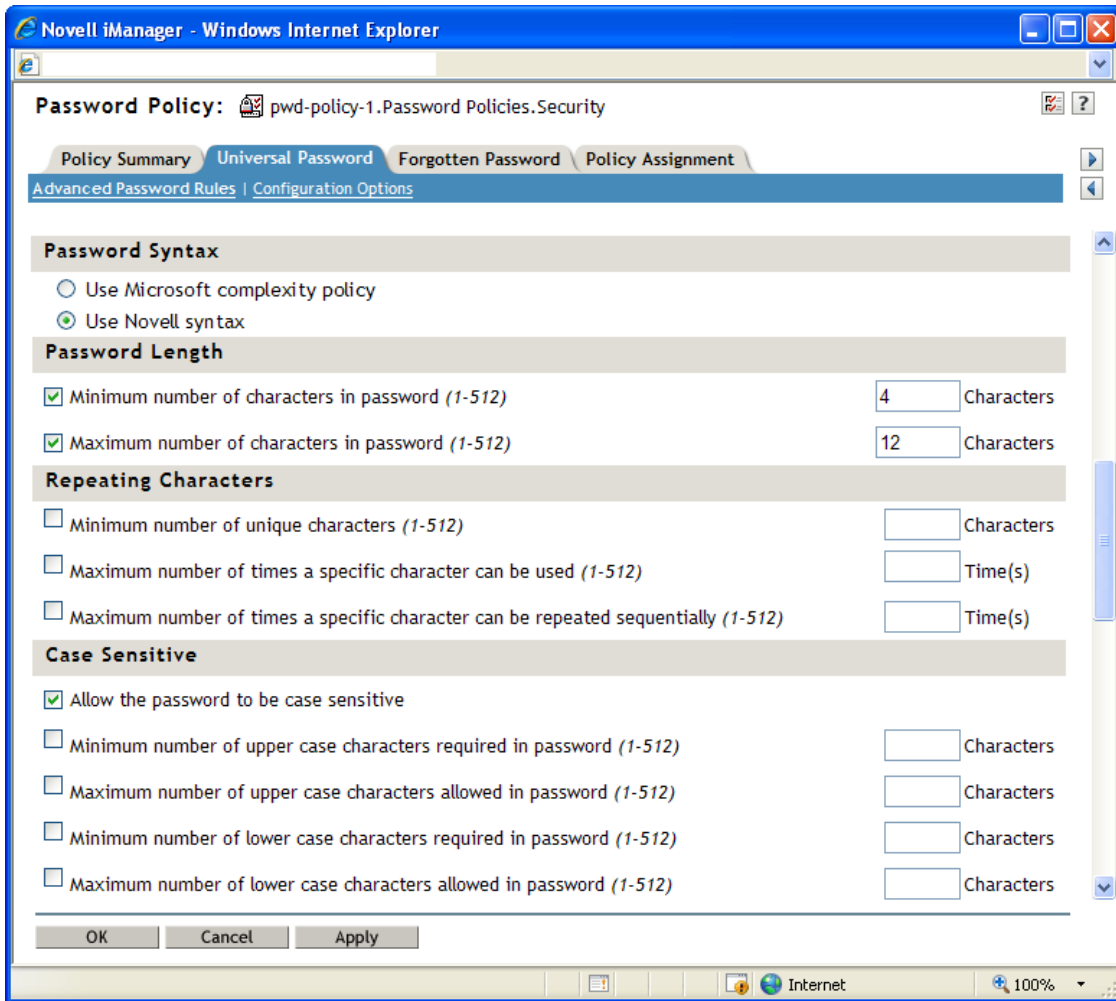 Novell iManager - Windows Internet Explorer
Password Policy: pwd-policy-1.Password Policies.Security ?
Policy Summary Universal Password Forgotten Password Policy Assignment
Advanced Password Rules | Configuration Options
Password Syntax
Use Microsoft complexity policy
Use Novell syntax
Password Length
Minimum number of characters in password (1-512) 4 Characters
Maximum number of characters in password (1-512) 12 Characters
Repeating Characters
Minimum number of unique characters (1-512) Characters
Maximum number of times a specific character can be used (1-512) Time(s)
Maximum number of times a specific character can be repeated sequentially (1-512) Time(s)
Case Sensitive
Allow the password to be case sensitive
Minimum number of upper case characters required in password (1-512) Characters
Maximum number of upper case characters allowed in password (1-512) Characters
Minimum number of lower case characters required in password (1-512) Characters
Maximum number of lower case characters allowed in password (1-512) Characters
OK Cancel Apply
Internet 100%